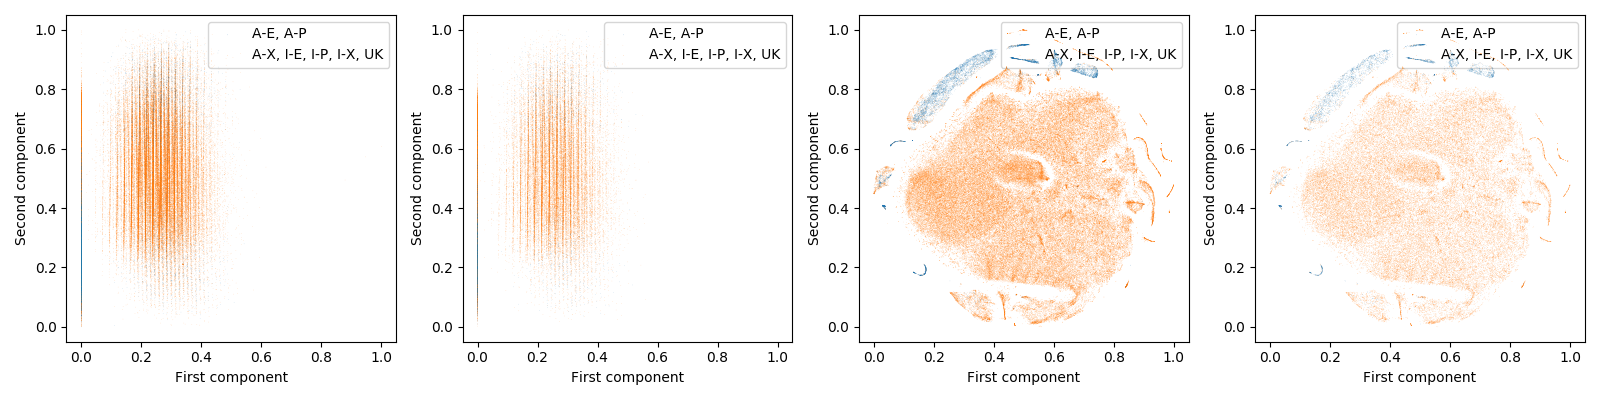 1.0
0.8
0.6
0.4
0.2
0.0
Second component
A-E, A-P
A-X, I-E, I-P, I-X, UK
0.0 0.2 0.4 0.6 0.8 1.0
First component
1.0
0.8
0.6
0.4
0.2
0.0
Second component
A-E, A-P
A-X, I-E, I-P, I-X, UK
0.0 0.2 0.4 0.6 0.8 1.0
First component
1.0
0.8
0.6
0.4
0.2
0.0
Second component
A-E, A-P
A-X, I-E, I-P, I-X, UK
0.0 0.2 0.4 0.6 0.8 1.0
First component
1.0
0.8
0.6
0.4
0.2
0.0
Second component
A-E, A-P
A-X, I-E, I-P, I-X, UK
0.0 0.2 0.4 0.6 0.8 1.0
First component